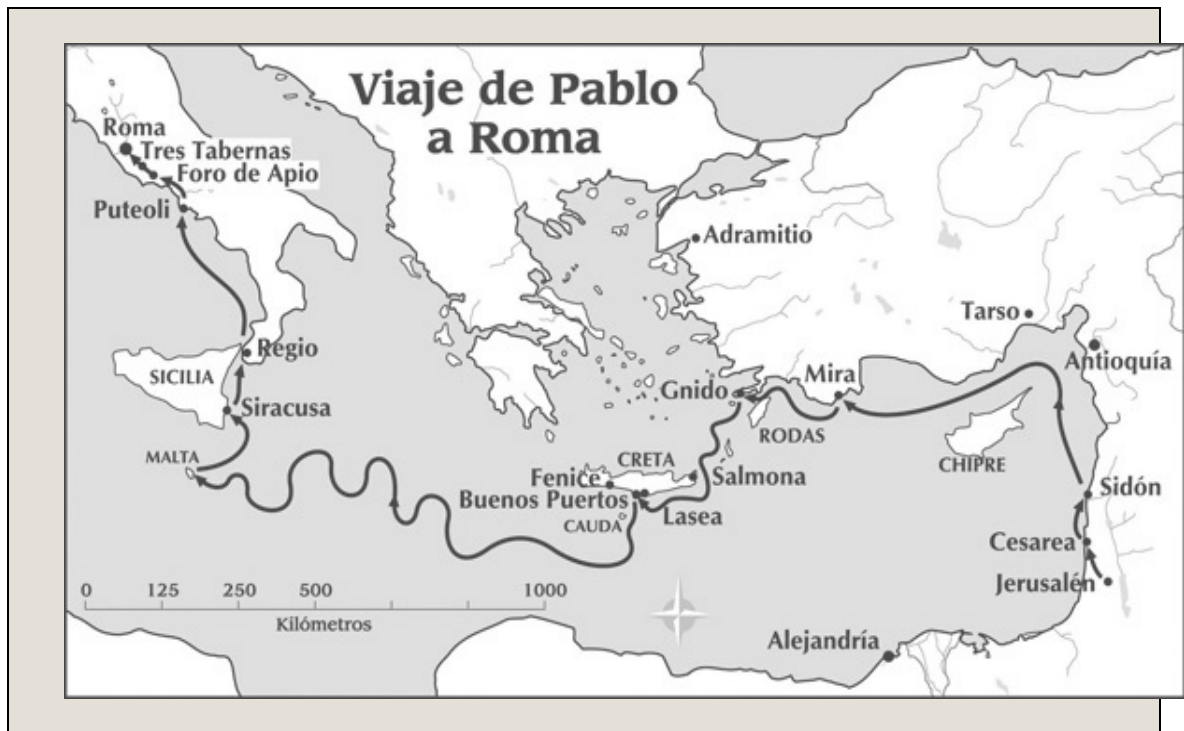 Viaje de Pablo
a Roma
Roma
Tres Tabernas
Foro de Apio
Puteoli
Adramitio
Tarso
Antioquía
Regio
SICILIA
Siracusa
MALTA
Gnido
Mira
RODAS
CHIPRE
CRETA
Fenice
Salmona
Buenos Puertos
Lasea
CAUDA
Sidón
Cesarea
Jerusalén
0 125 250 500 1000
Kilómetros
Alejandría